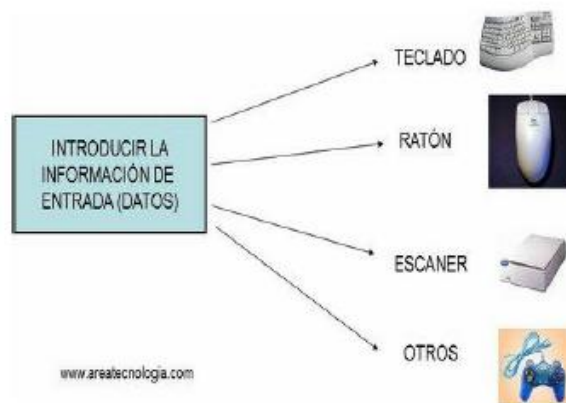 TECLADO
RATÓN
INTRODUCIR LA
INFORMACIÓN DE
ENTRADA (DATOS)
ESCANER
OTROS
www.areatecnologia.com